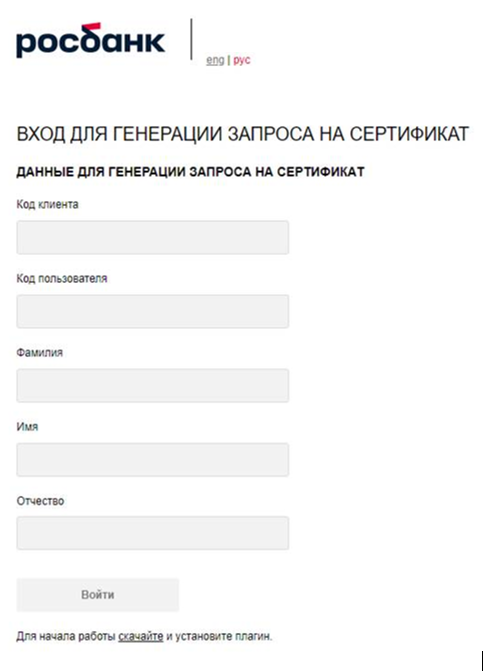 росбанк
eng | рус
ВХОД ДЛЯ ГЕНЕРАЦИИ ЗАПРОСА НА СЕРТИФИКАТ
ДАННЫЕ ДЛЯ ГЕНЕРАЦИИ ЗАПРОСА НА СЕРТИФИКАТ
Код клиента
Код пользователя
Фамилия
Имя
Отчество
Войти
Для начала работы скачайте и установите плагин.